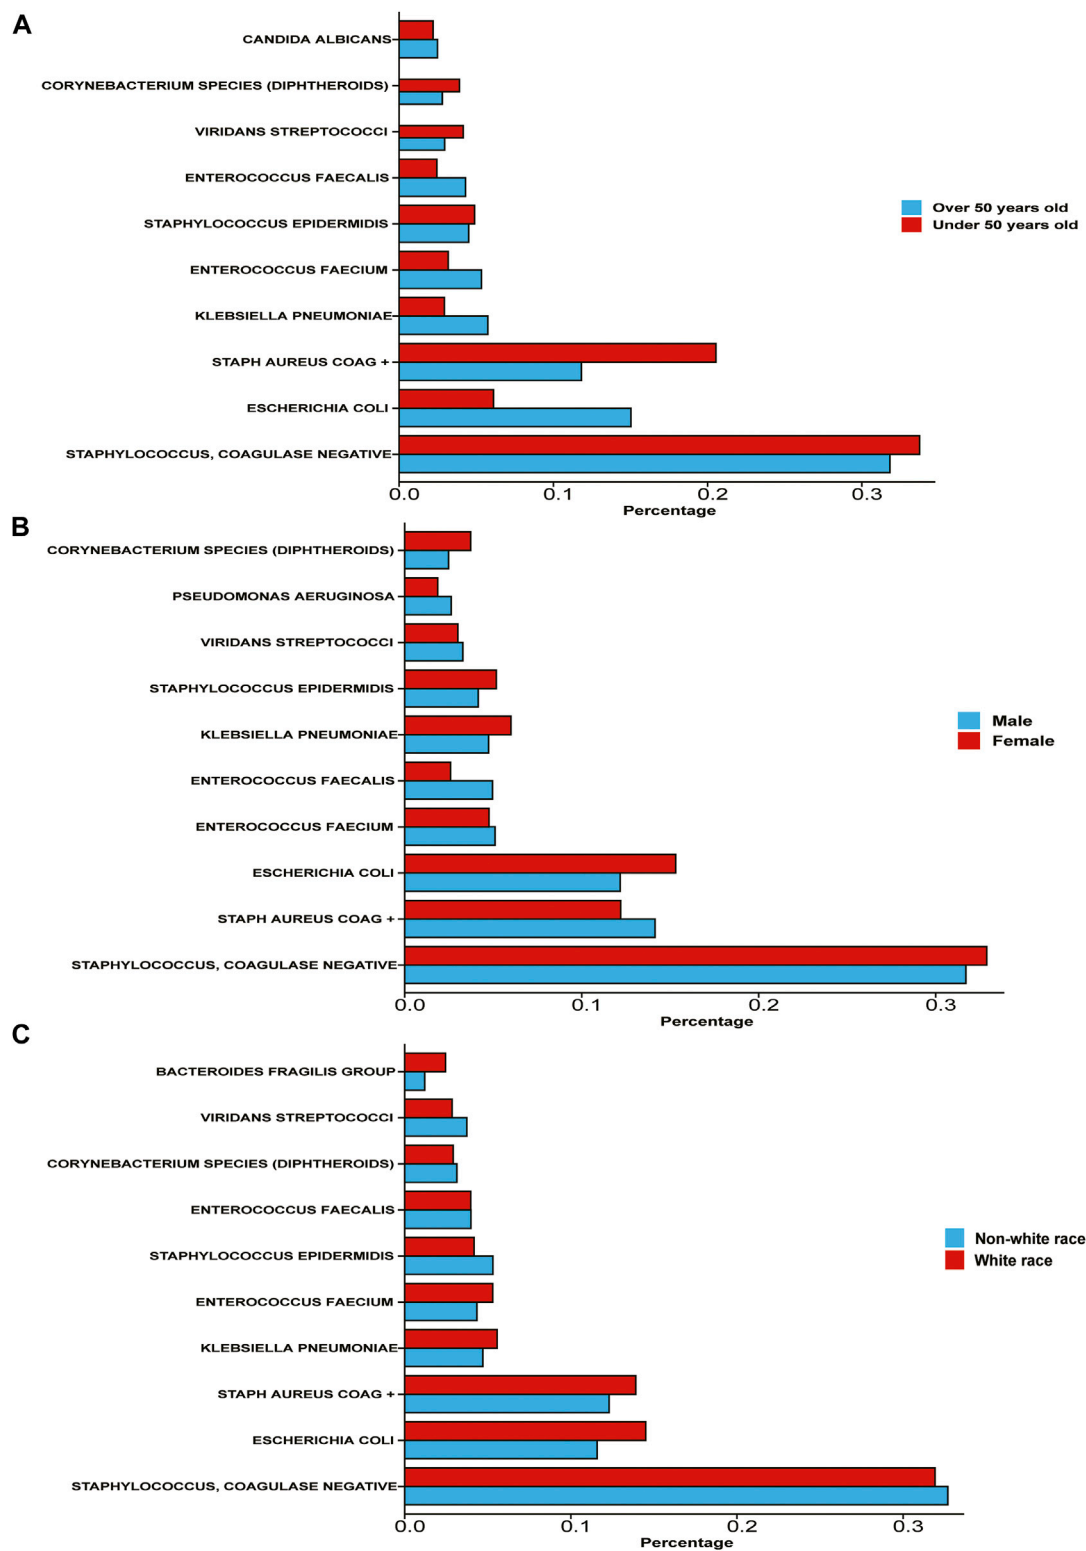 A
CANDIDA ALBICANS
CORYNEBACTERIUM SPECIES (DIPHTHEROIDS)
VIRIDANS STREPTOCOCCI
ENTEROCOCCUS FAECALIS
STAPHYLOCOCCUS EPIDERMIDIS
ENTEROCOCCUS FAECIUM
KLEBSIELLA PNEUMONIAE
STAPH AUREUS COAG +
ESCHERICHIA COLI
STAPHYLOCOCCUS, COAGULASE NEGATIVE
0.0 0.1 0.2 0.3
Percentage
Over 50 years old
Under 50 years old
B
CORYNEBACTERIUM SPECIES (DIPHTHEROIDS)
PSEUDOMONAS AERUGINOSA
VIRIDANS STREPTOCOCCI
STAPHYLOCOCCUS EPIDERMIDIS
KLEBSIELLA PNEUMONIAE
ENTEROCOCCUS FAECALIS
ENTEROCOCCUS FAECIUM
ESCHERICHIA COLI
STAPH AUREUS COAG +
STAPHYLOCOCCUS, COAGULASE NEGATIVE
0.0 0.1 0.2 0.3
Percentage
Male
Female
C
BACTEROIDES FRAGILIS GROUP
VIRIDANS STREPTOCOCCI
CORYNEBACTERIUM SPECIES (DIPHTHEROIDS)
ENTEROCOCCUS FAECALIS
STAPHYLOCOCCUS EPIDERMIDIS
ENTEROCOCCUS FAECIUM
KLEBSIELLA PNEUMONIAE
STAPH AUREUS COAG +
ESCHERICHIA COLI
STAPHYLOCOCCUS, COAGULASE NEGATIVE
0.0 0.1 0.2 0.3
Percentage
Non-white race
White race